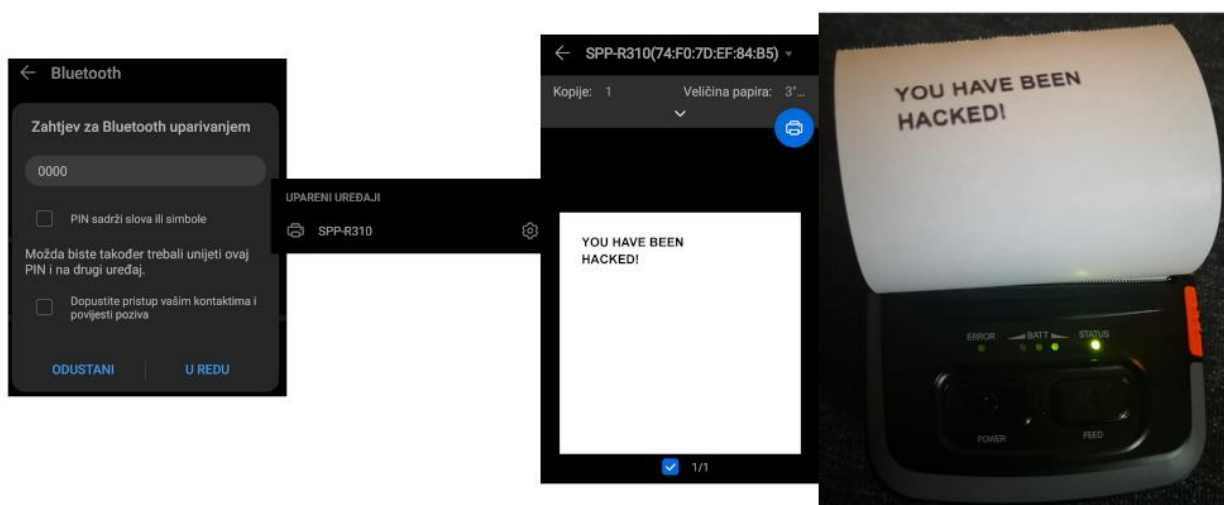 Bluetooth
Zahtjev za Bluetooth uparivanjem
0000
PIN sadrži slova ili simbole
Možda biste također trebali unijeti ovaj
PIN i na drugi uređaj.
Dopustite pristup vašim kontaktima i
povijesti poziva
ODUSTANI
U REDU
UPARENI UREĐAJI
SPP-R310
SPP-R310(74:F0:7D:EF:84:B5)
Kopije: 1
Veličina papira: 3"...
YOU HAVE BEEN
HACKED!
1/1
YOU HAVE BEEN
HACKED!
ERROR BATT STATUS
POWER FEED